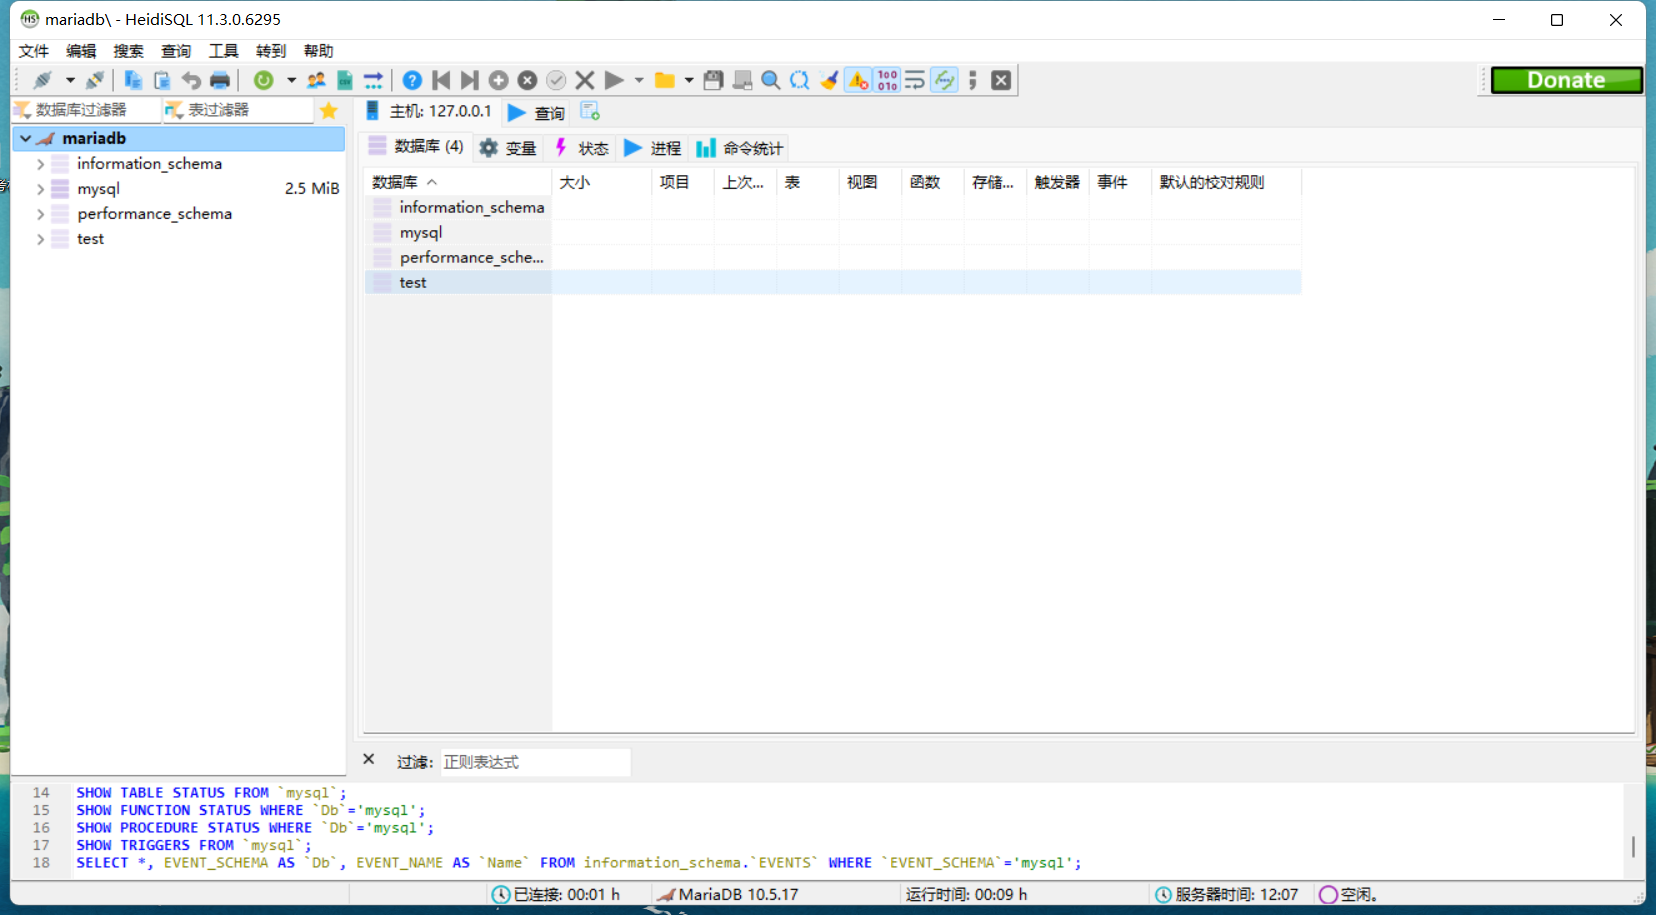 mariadb\ - HeidiSQL 11.3.0.6295
文件 编辑 搜索 查询 工具 转到 帮助
Donate
数据库过滤器 表过滤器
主机: 127.0.0.1 查询
mariadb
information_schema
mysql 2.5 MiB
performance_schema
test
数据库 (4) 变量 状态 进程 命令统计
数据库 大小 项目 上次... 表 视图 函数 存储... 触发器 事件 默认的校对规则
information_schema
mysql
performance_sche...
test
过滤: 正则表达式
14 SHOW TABLE STATUS FROM `mysql`;
15 SHOW FUNCTION STATUS WHERE `Db`='mysql';
16 SHOW PROCEDURE STATUS WHERE `Db`='mysql';
17 SHOW TRIGGERS FROM `mysql`;
18 SELECT *, EVENT_SCHEMA AS `Db`, EVENT_NAME AS `Name` FROM information_schema.`EVENTS` WHERE `EVENT_SCHEMA`='mysql';
已连接: 00:01 h MariaDB 10.5.17 运行时间: 00:09 h 服务器时间: 12:07 空闲。